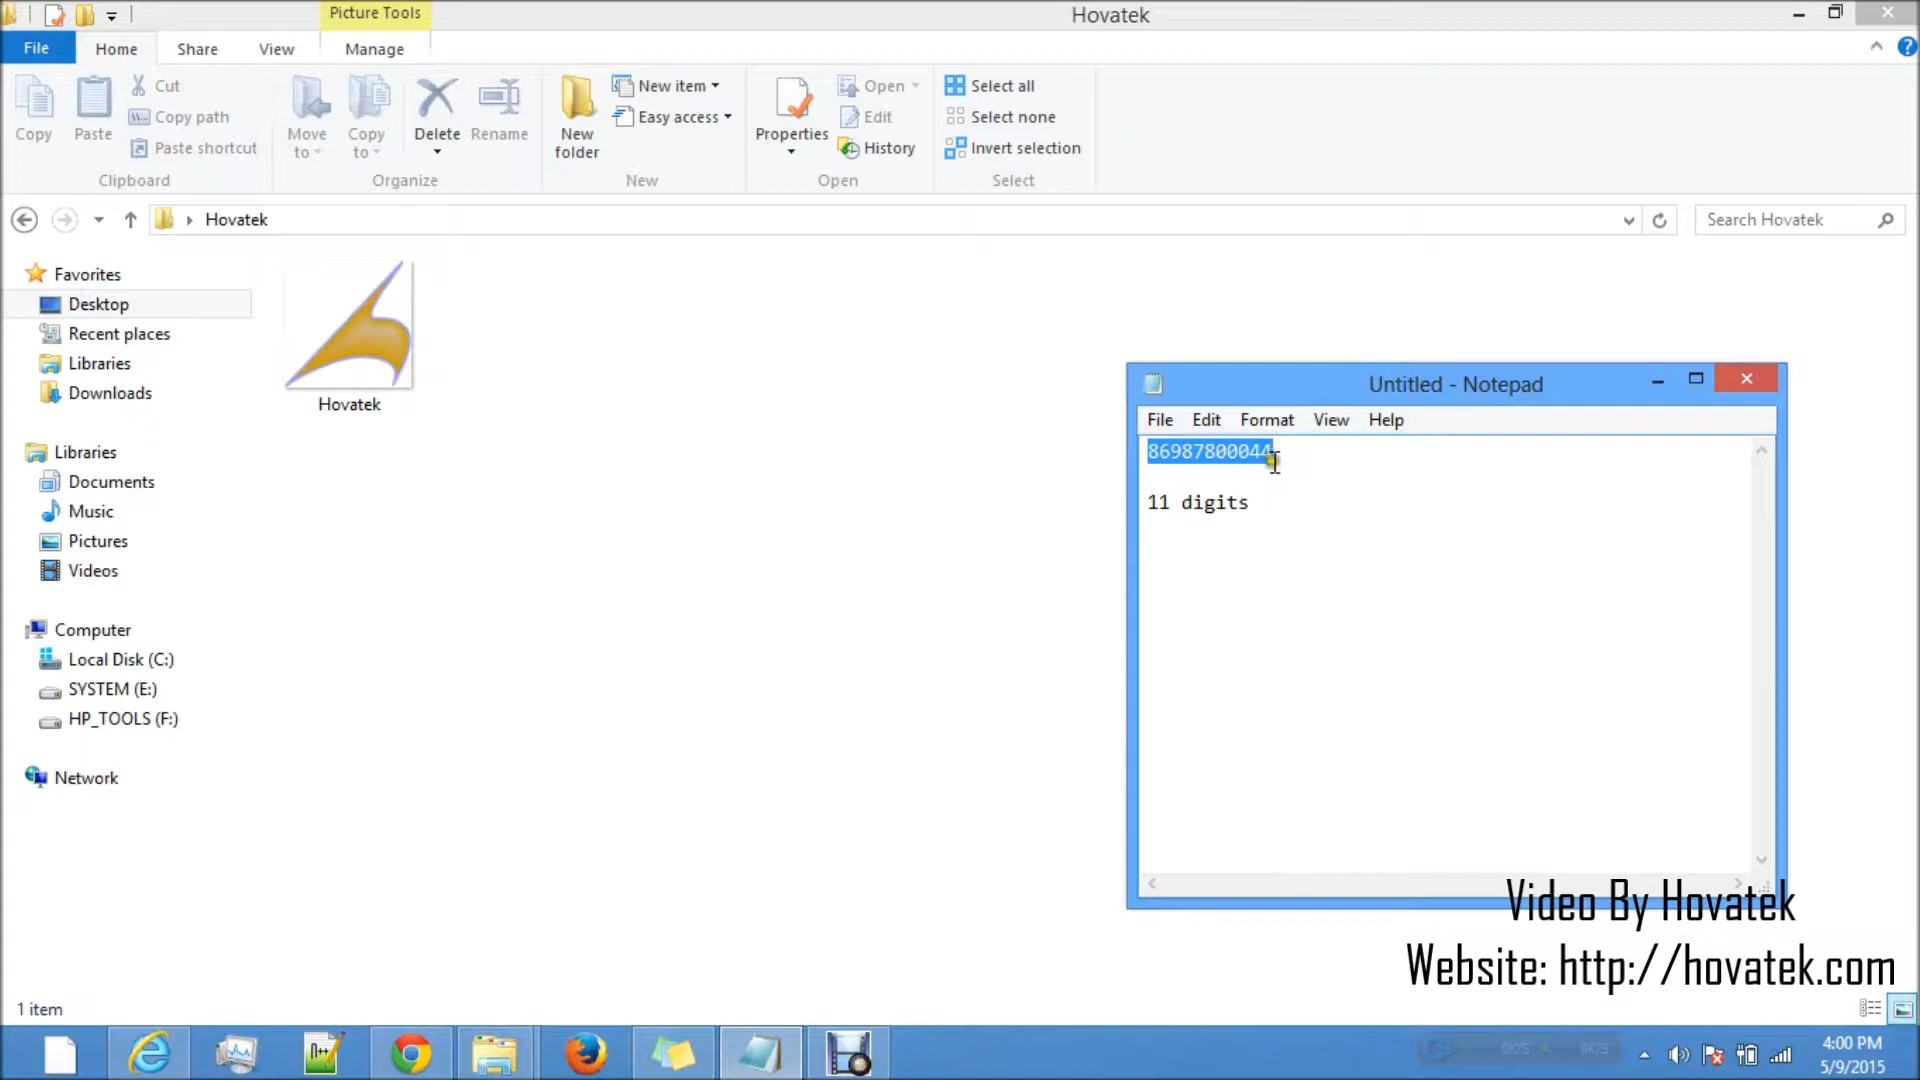 Picture Tools
Hovatek
File
Home
Share
View
Manage
Copy
Paste
Cut
Copy path
Paste shortcut
Clipboard
Move to
Copy to
Delete
Rename
Organize
New folder
New item
Easy access
New
Properties
Open
Edit
History
Open
Select all
Select none
Invert selection
Select
Hovatek
Search Hovatek
Favorites
Desktop
Recent places
Libraries
Downloads
Libraries
Documents
Music
Pictures
Videos
Computer
Local Disk (C:)
SYSTEM (E:)
HP_TOOLS (F:)
Network
Hovatek
Untitled - Notepad
File Edit Format View Help
86987800044
11 digits
Video By Hovatek
Website: http://hovatek.com
1 item
0K/S
0K/S
4:00 PM
5/9/2015